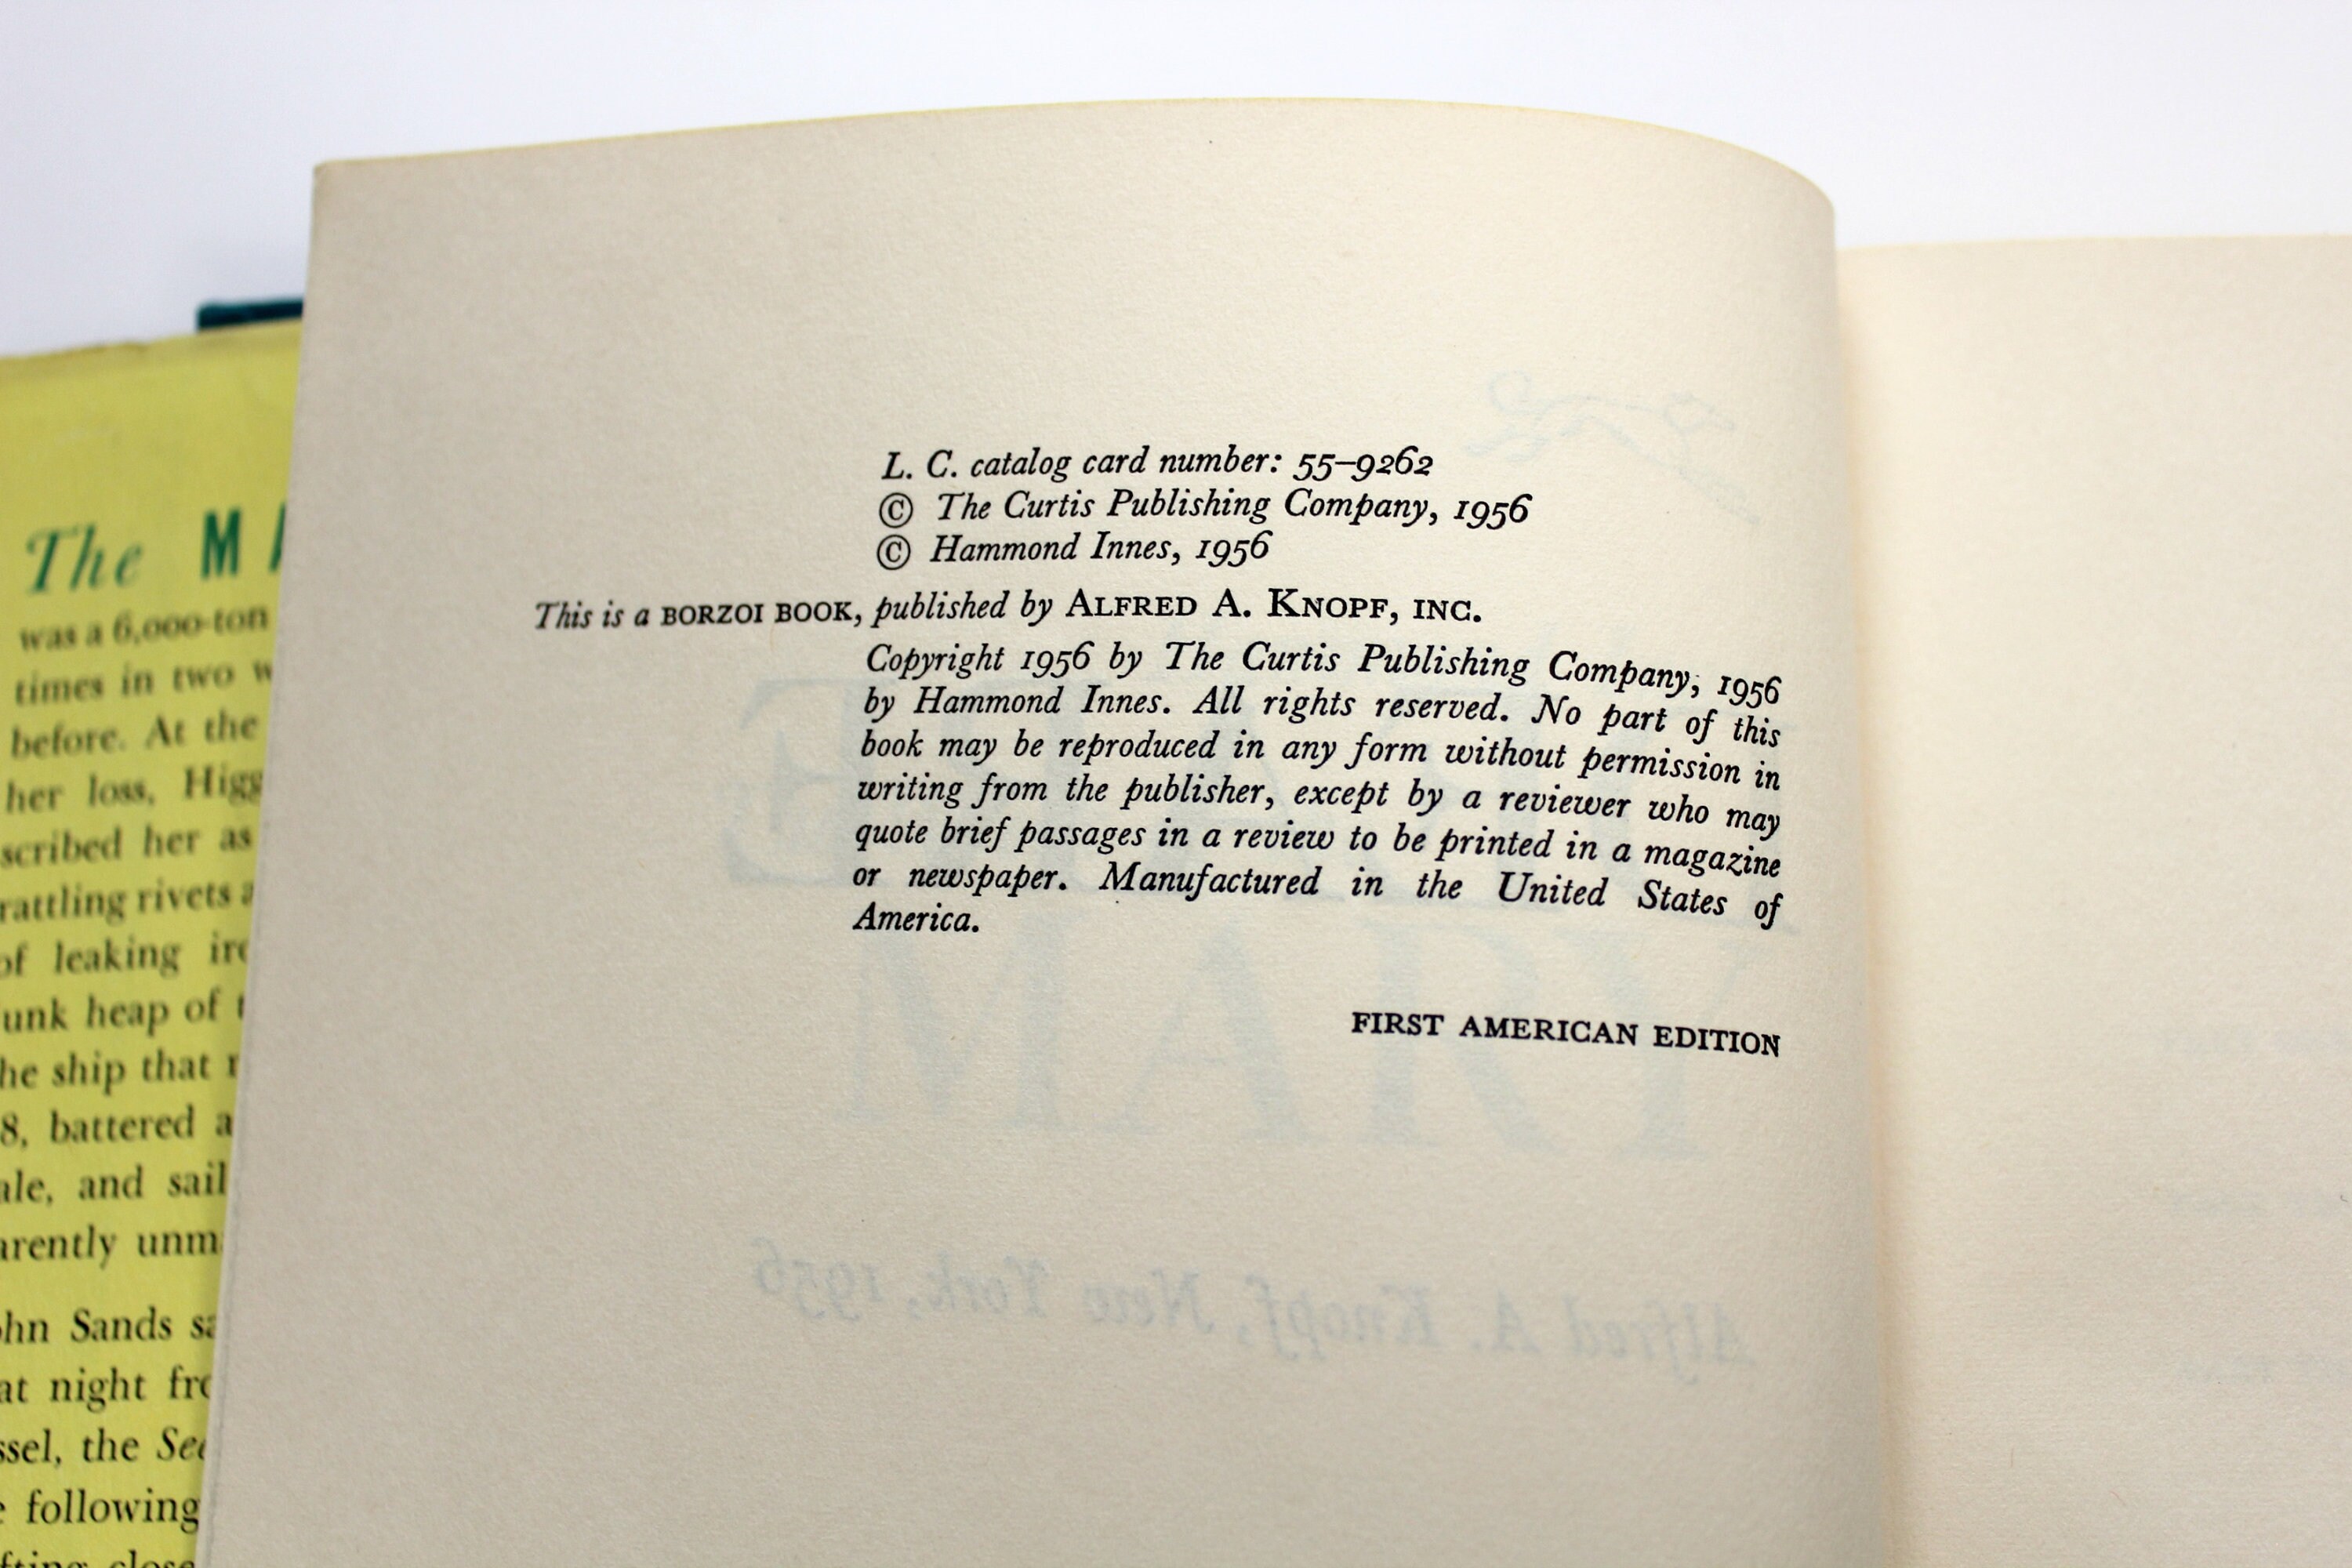 The
was a 6,000-ton
times in two
before. At the
her loss,
scribed her as
rattling rivets
of leaking
heap of
ship that
8, battered
and sail
Sands
night
the
following
L. C. catalog card number: 55–9262
© The Curtis Publishing Company, 1956
© Hammond Innes, 1956
This is a BORZOI BOOK, published by ALFRED A. KNOPF, INC.
Copyright 1956 by The Curtis Publishing Company, 1956
by Hammond Innes. All rights reserved. No part of this
book may be reproduced in any form without permission in
writing from the publisher, except by a reviewer who may
quote brief passages in a review to be printed in a magazine
or newspaper. Manufactured in the United States of
America.
FIRST AMERICAN EDITION
Alfred A. Knopf, New York, 1956